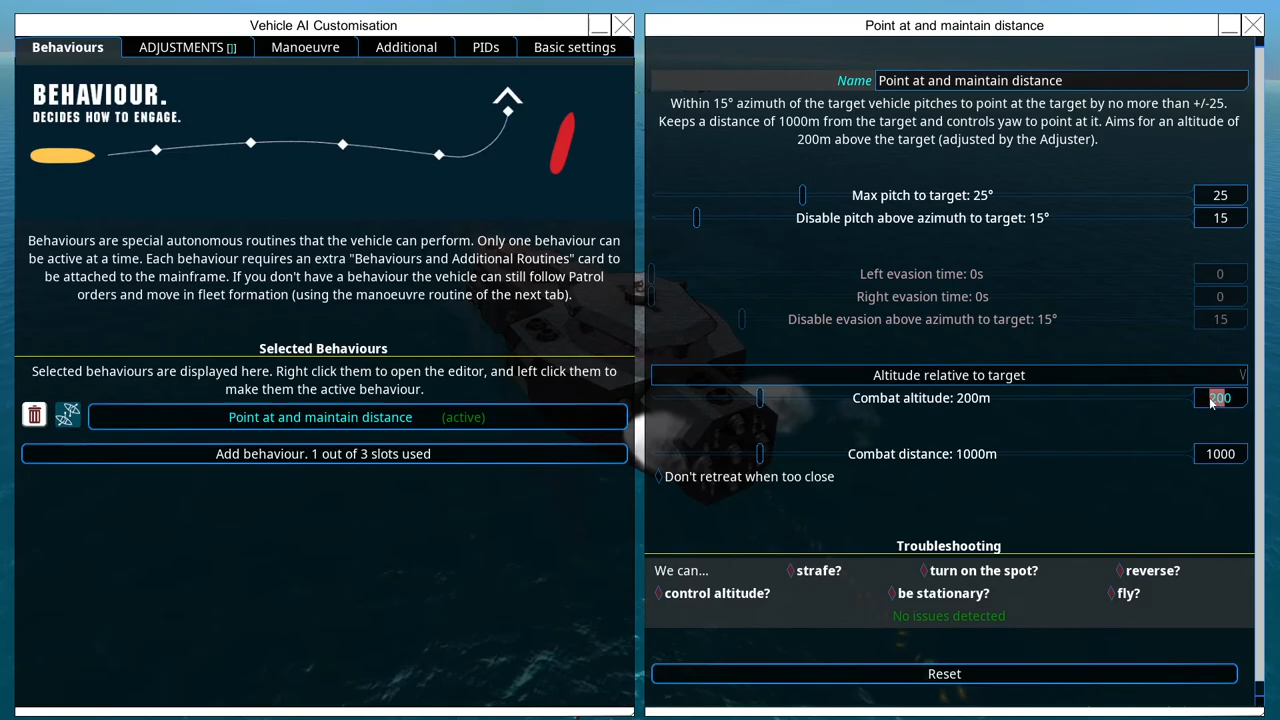 Vehicle AI Customisation
Behaviours
ADJUSTMENTS []
Manoeuvre
Additional
PIDs
Basic settings
BEHAVIOUR.
DECIDES HOW TO ENGAGE.
Behaviours are special autonomous routines that the vehicle can perform. Only one behaviour can
be active at a time. Each behaviour requires an extra "Behaviours and Additional Routines" card to
be attached to the mainframe. If you don't have a behaviour the vehicle can still follow Patrol
orders and move in fleet formation (using the manoeuvre routine of the next tab).
Selected Behaviours
Selected behaviours are displayed here. Right click them to open the editor, and left click them to
make them the active behaviour.
Point at and maintain distance (active)
Add behaviour. 1 out of 3 slots used
Point at and maintain distance
Name Point at and maintain distance
Within 15° azimuth of the target vehicle pitches to point at the target by no more than +/-25.
Keeps a distance of 1000m from the target and controls yaw to point at it. Aims for an altitude of
200m above the target (adjusted by the Adjuster).
Max pitch to target: 25° 25
Disable pitch above azimuth to target: 15° 15
Left evasion time: 0s 0
Right evasion time: 0s 0
Disable evasion above azimuth to target: 15° 15
Altitude relative to target V
Combat altitude: 200m 200
Combat distance: 1000m 1000
Don't retreat when too close
Troubleshooting
We can... strafe? turn on the spot? reverse?
control altitude? be stationary? fly?
No issues detected
Reset